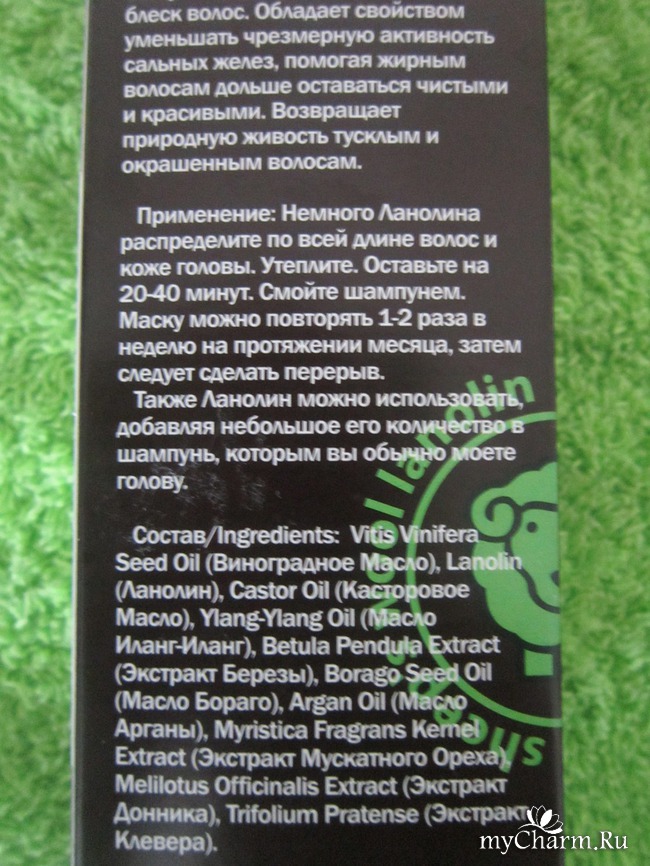 блеск волос. Обладает свойством
уменьшать чрезмерную активность
сальных желез, помогая жирным
волосам дольше оставаться чистыми
и красивыми. Возвращает
природную живость тусклым и
окрашенным волосам.
Применение: Немного Ланолина
распределите по всей длине волос и
коже головы. Утеплите. Оставьте на
20-40 минут. Смойте шампунем.
Маску можно повторять 1-2 раза в
неделю на протяжении месяца, затем
следует сделать перерыв.
Также Ланолин можно использовать,
добавляя небольшое его количество в
шампунь, которым вы обычно моете
голову.
Состав/Ingredients: Vitis Vinifera
Seed Oil (Виноградное Масло), Lanolin
(Ланолин), Castor Oil (Касторовое
Масло), Ylang-Ylang Oil (Масло
Иланг-Иланг), Betula Pendula Extract
(Экстракт Березы), Borago Seed Oil
(Масло Бораго), Argan Oil (Масло
Арганы), Myristica Fragrans Kernel
Extract (Экстракт Мускатного Ореха),
Melilotus Officinalis Extract (Экстракт
Донника), Trifolium Pratense (Экстракт
Клевера).
sheep's wool lanolin
myCharm.Ru